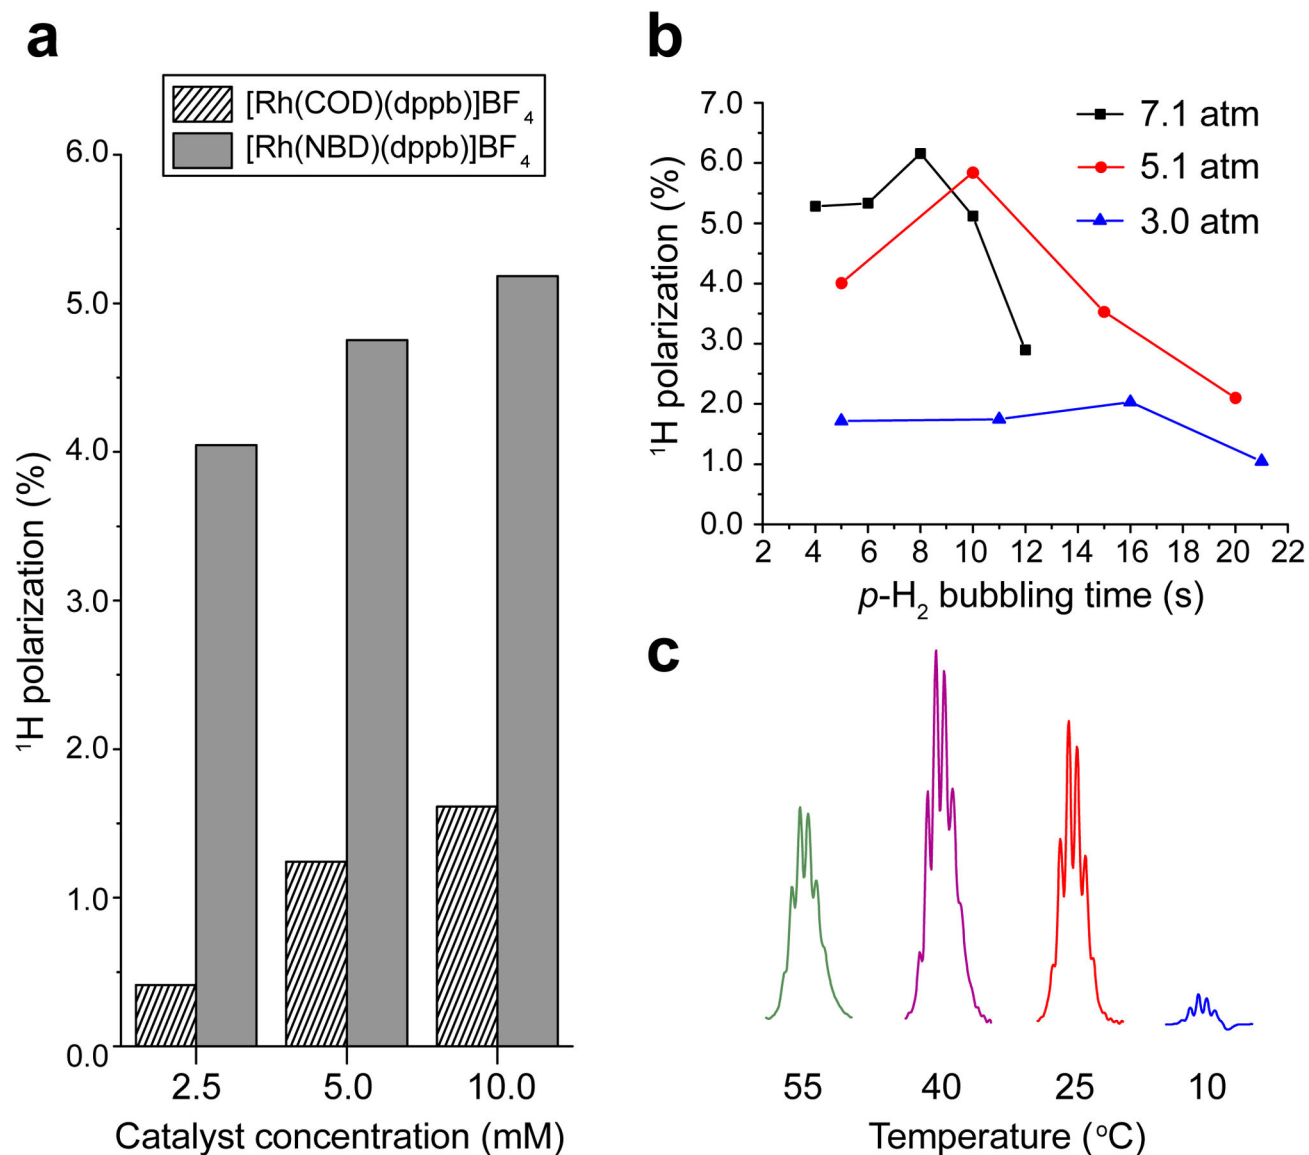 a
[Rh(COD)(dppb)]BF4
[Rh(NBD)(dppb)]BF4
6.0
5.0
4.0
3.0
2.0
1.0
0.0
1H polarization (%)
2.5 5.0 10.0
Catalyst concentration (mM)
b
7.1 atm
5.1 atm
3.0 atm
7.0
6.0
5.0
4.0
3.0
2.0
1.0
0.0
1H polarization (%)
2 4 6 8 10 12 14 16 18 20 22
p-H2 bubbling time (s)
c
55 40 25 10
Temperature (oC)